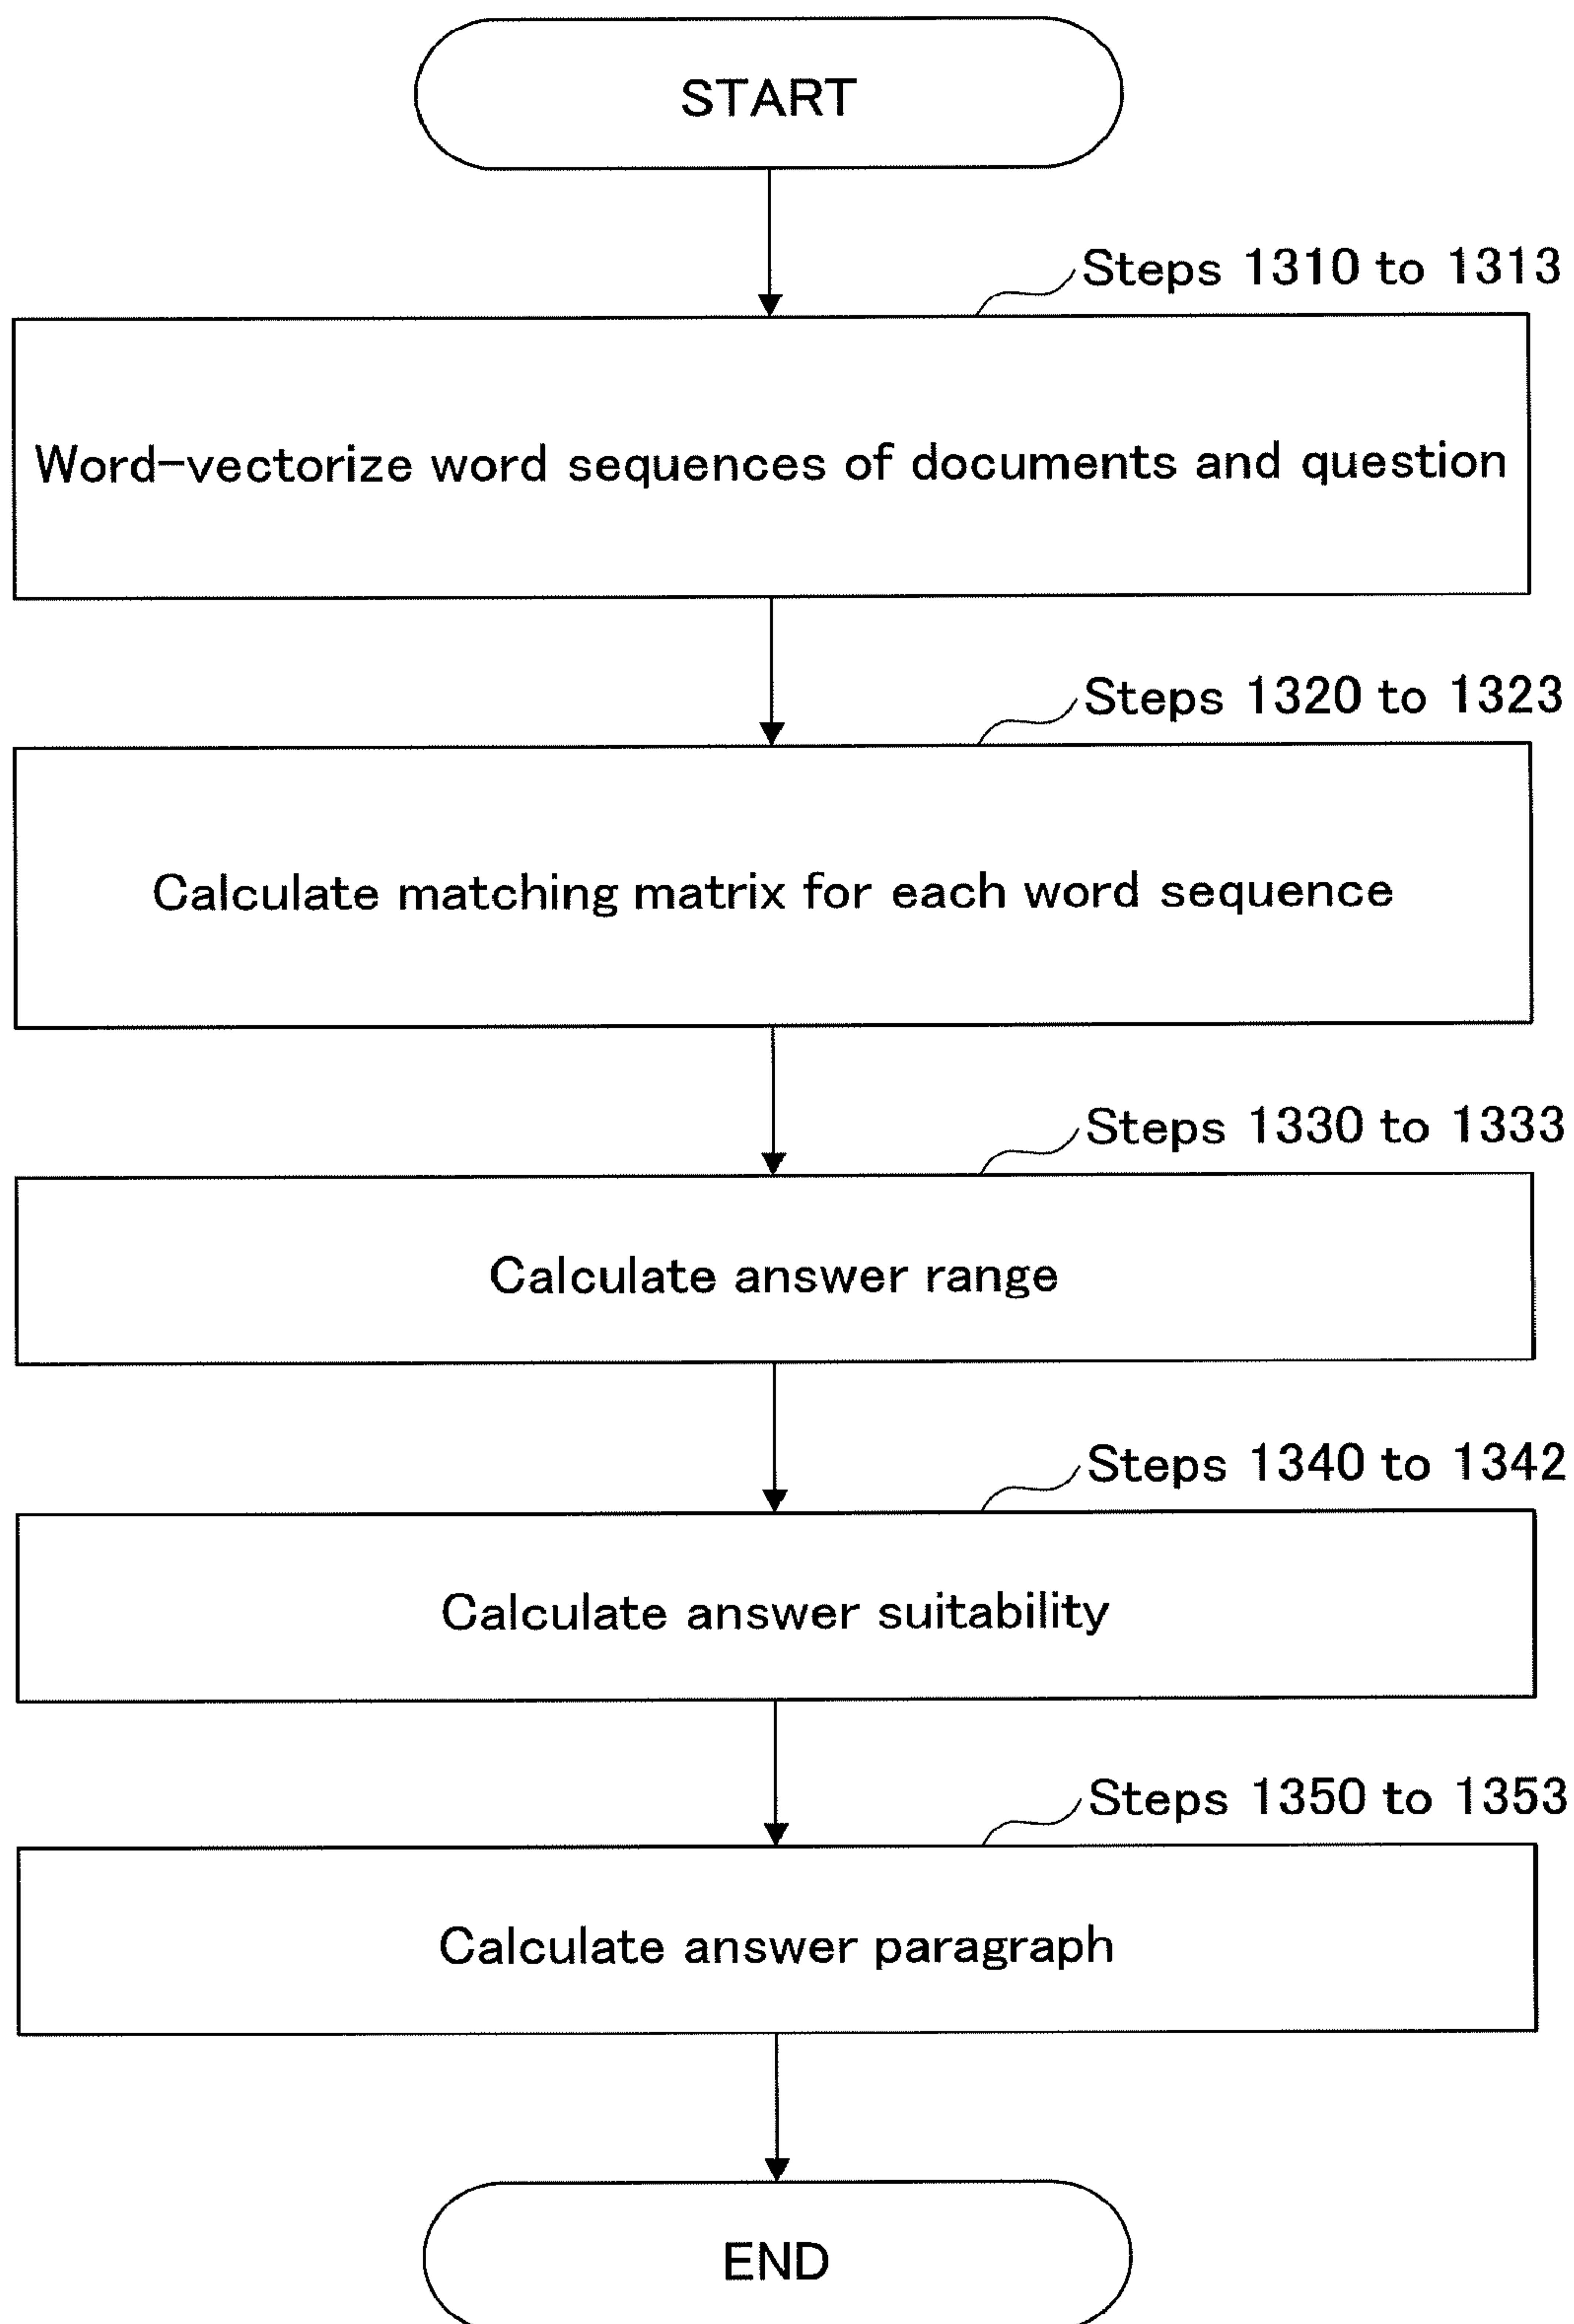 START
Steps 1310 to 1313
Word-vectorize word sequences of documents and question
Steps 1320 to 1323
Calculate matching matrix for each word sequence
Steps 1330 to 1333
Calculate answer range
Steps 1340 to 1342
Calculate answer suitability
Steps 1350 to 1353
Calculate answer paragraph
END